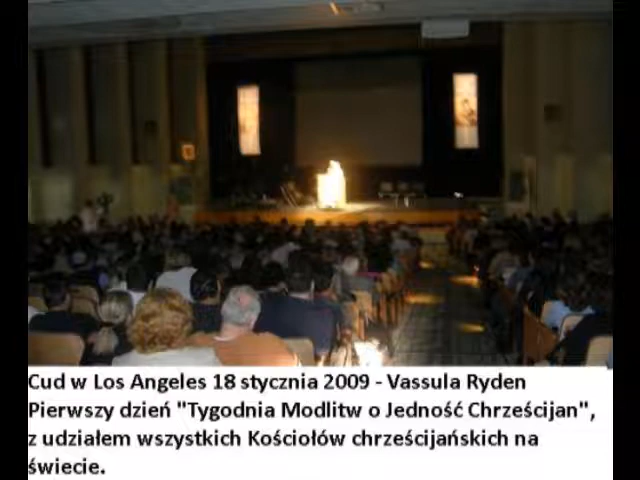 Cud w Los Angeles 18 stycznia 2009 - Vassula Ryden
Pierwszy dzień "Tygodnia Modlitw o Jedność Chrześcijan",
z udziałem wszystkich Kościołów chrześcijańskich na
świecie.